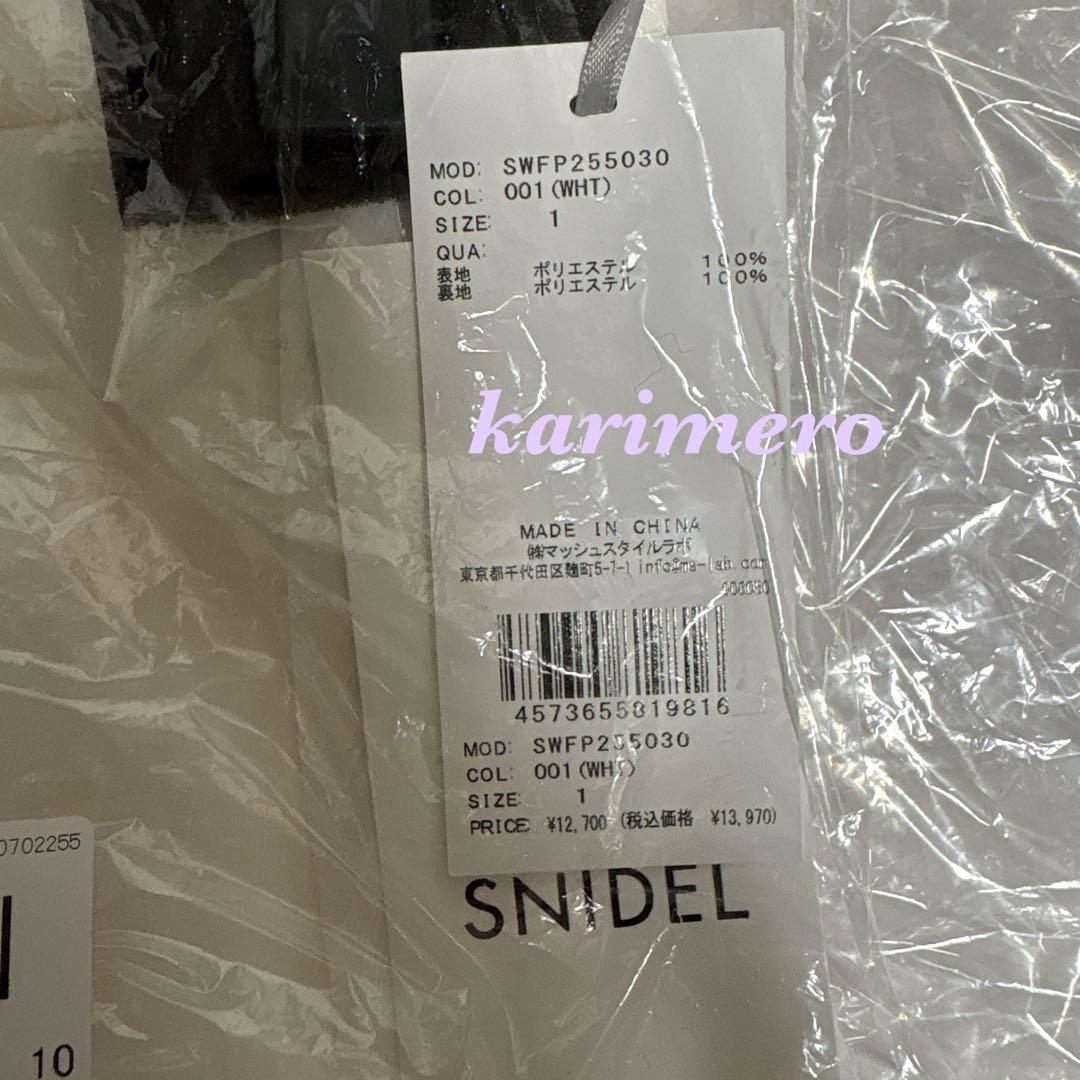 MOD: SWFP255030
COL: 001(WHT)
SIZE: 1
QUA:
表地 ポリエステル 100%
裏地 ポリエステル 100%
karimero
MADE IN CHINA
㈱マッシュスタイルラボ
東京都千代田区麹町5-7-1 info@ms-lab.com
4573655819816
MOD: SWFP255030
COL: 001(WHT)
SIZE: 1
PRICE: ¥12,700 (税込価格 ¥13,970)
SNIDEL
0702255
10